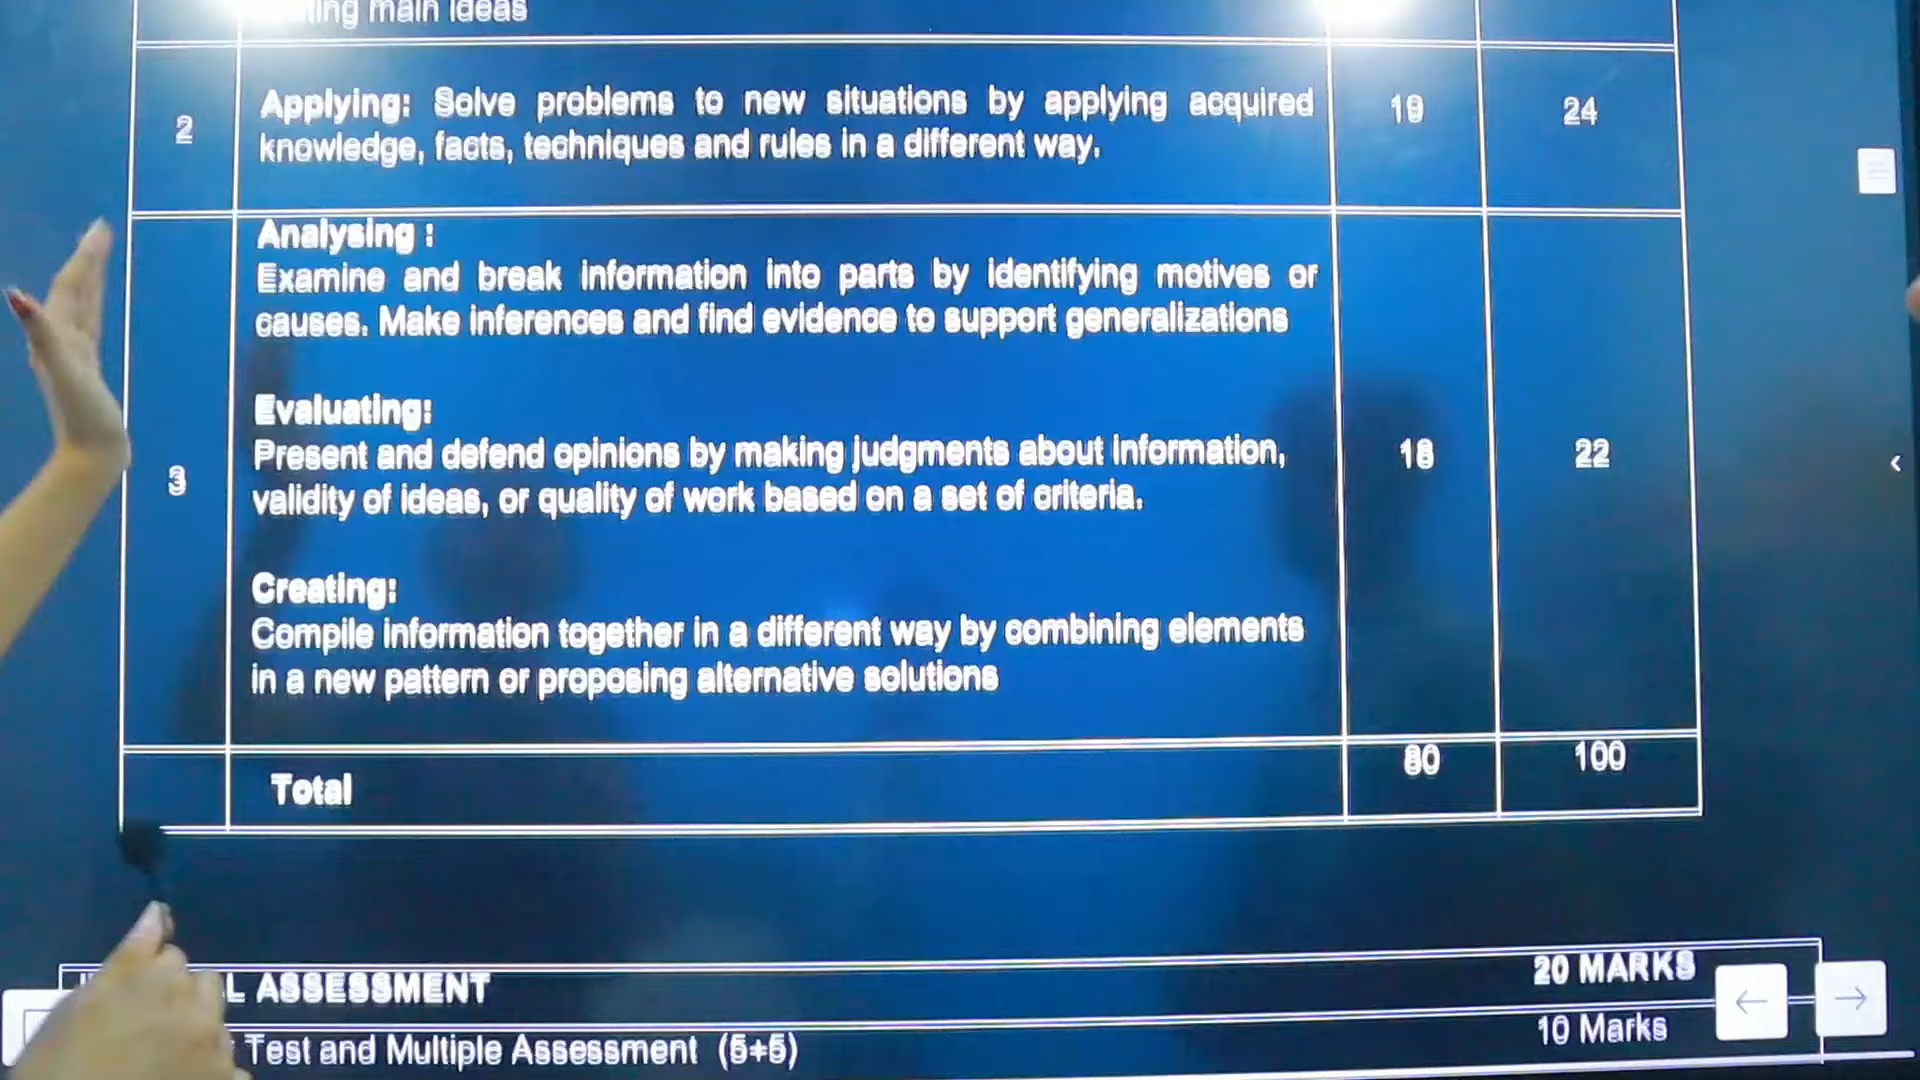 main ideas
2
Applying: Solve problems to new situations by applying acquired
knowledge, facts, techniques and rules in a different way.
19
24
3
Analysing :
Examine and break information into parts by identifying motives or
causes. Make inferences and find evidence to support generalizations
Evaluating:
Present and defend opinions by making judgments about information,
validity of ideas, or quality of work based on a set of criteria.
Creating:
Compile information together in a different way by combining elements
in a new pattern or proposing alternative solutions
18
22
Total
80
100
ASSESSMENT
20 MARKS
Test and Multiple Assessment (5+5)
10 Marks